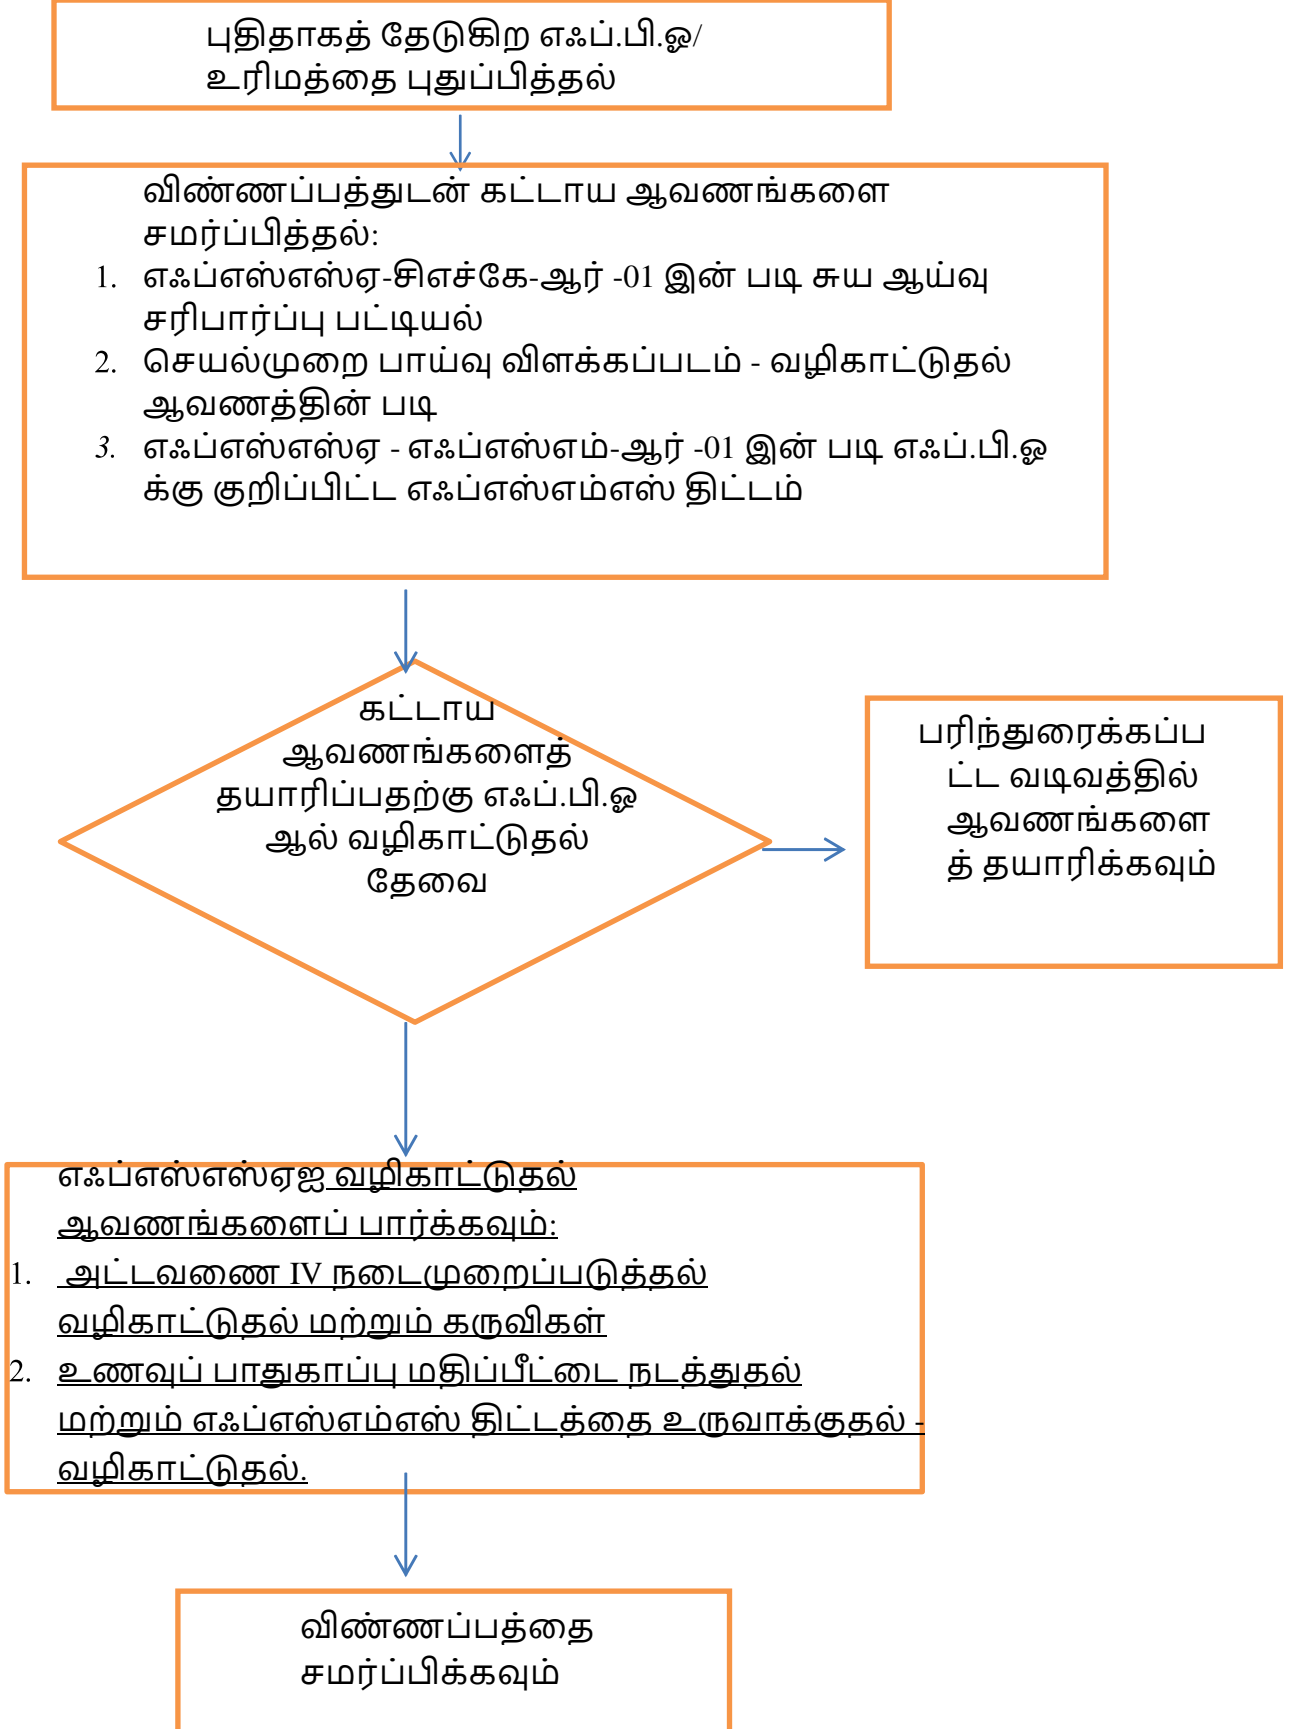 புதிதாகத் தேடுகிற எஃப்.பி.ஓ/
உரிமத்தை புதுப்பித்தல்
விண்ணப்பத்துடன் கட்டாய ஆவணங்களை
சமர்ப்பித்தல்:
1. எஃப்எஸ்எஸ்ஏ-சிஎச்கே-ஆர் -01 இன் படி சுய ஆய்வு
சரிபார்ப்பு பட்டியல்
2. செயல்முறை பாய்வு விளக்கப்படம் - வழிகாட்டுதல்
ஆவணத்தின் படி
3. எஃப்எஸ்எஸ்ஏ - எஃப்எஸ்எம்-ஆர் -01 இன் படி எஃப்.பி.ஓ
க்கு குறிப்பிட்ட எஃப்எஸ்எம்எஸ் திட்டம்
கட்டாய
ஆவணங்களைத்
தயாரிப்பதற்கு எஃப்.பி.ஓ
ஆல் வழிகாட்டுதல்
தேவை
பரிந்துரைக்கப்ப
ட்ட வடிவத்தில்
ஆவணங்களை
த் தயாரிக்கவும்
எஃப்எஸ்எஸ்ஏஐ வழிகாட்டுதல்
ஆவணங்களைப் பார்க்கவும்:
1. அட்டவணை IV நடைமுறைப்படுத்தல்
வழிகாட்டுதல் மற்றும் கருவிகள்
2. உணவுப் பாதுகாப்பு மதிப்பீட்டை நடத்துதல்
மற்றும் எஃப்எஸ்எம்எஸ் திட்டத்தை உருவாக்குதல் -
வழிகாட்டுதல்.
விண்ணப்பத்தை
சமர்ப்பிக்கவும்